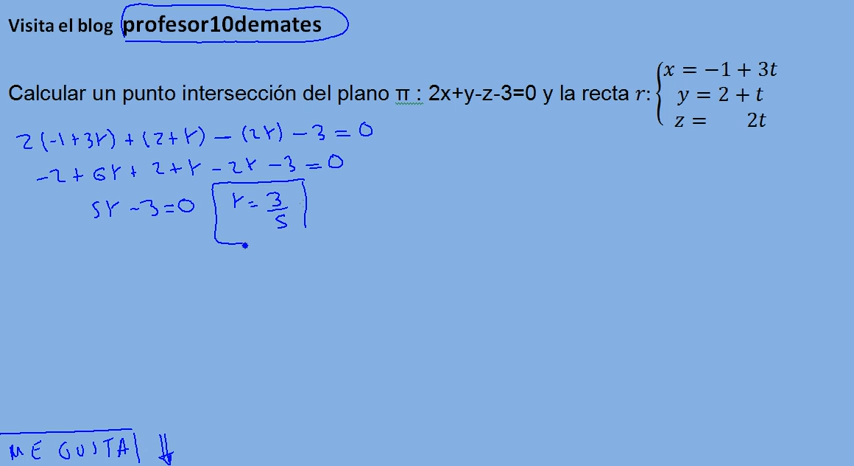 Visita el blog profesor10demates
Calcular un punto intersección del plano π : 2x+y-z-3=0 y la recta r: { x = −1 + 3t
y = 2 + t
z = 2t
2(-1+3t)+(2+t)-(2t)-3=0
-2+6t+2+t-2t-3=0
5t-3=0 t=3/5
ME GUSTA